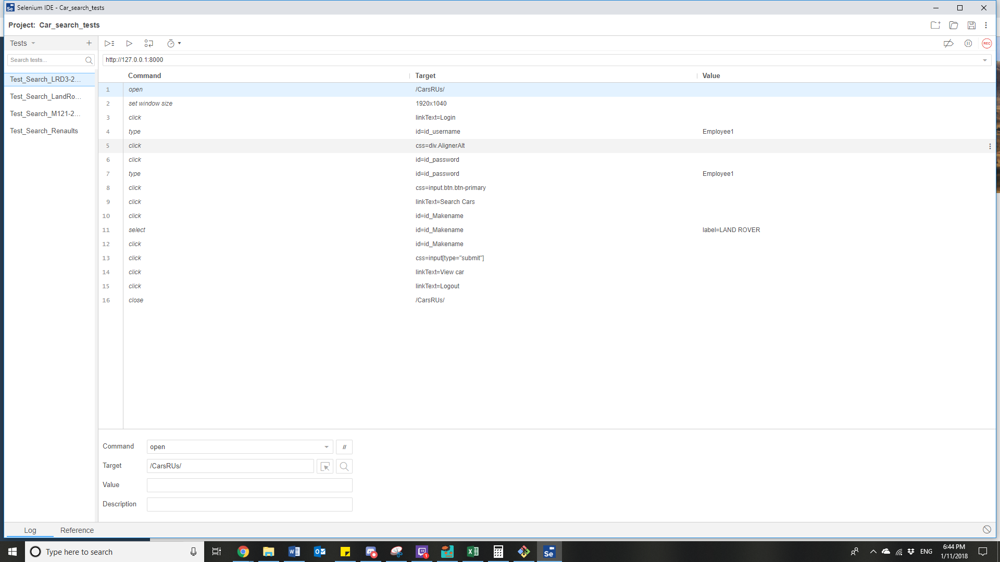 Selenium IDE - Car_search_tests
Project: Car_search_tests
Tests
Search tests...
Test_Search_LRD3-2...
Test_Search_LandRo...
Test_Search_M121-2...
Test_Search_Renaults
REC
http://127.0.0.1:8000
Command Target Value
1 open /CarsRUs/
2 set window size 1920x1040
3 click linkText=Login
4 type id=id_username Employee1
5 click css=div.AlignerAlt
6 click id=id_password
7 type id=id_password Employee1
8 click css=input.btn.btn-primary
9 click linkText=Search Cars
10 click id=id_Makename
11 select id=id_Makename label=LAND ROVER
12 click id=id_Makename
13 click css=input[type="submit"]
14 click linkText=View car
15 click linkText=Logout
16 close /CarsRUs/
Command open //
Target /CarsRUs/
Value
Description
Log Reference
Type here to search
Se
1
ENG
6:44 PM
1/11/2018